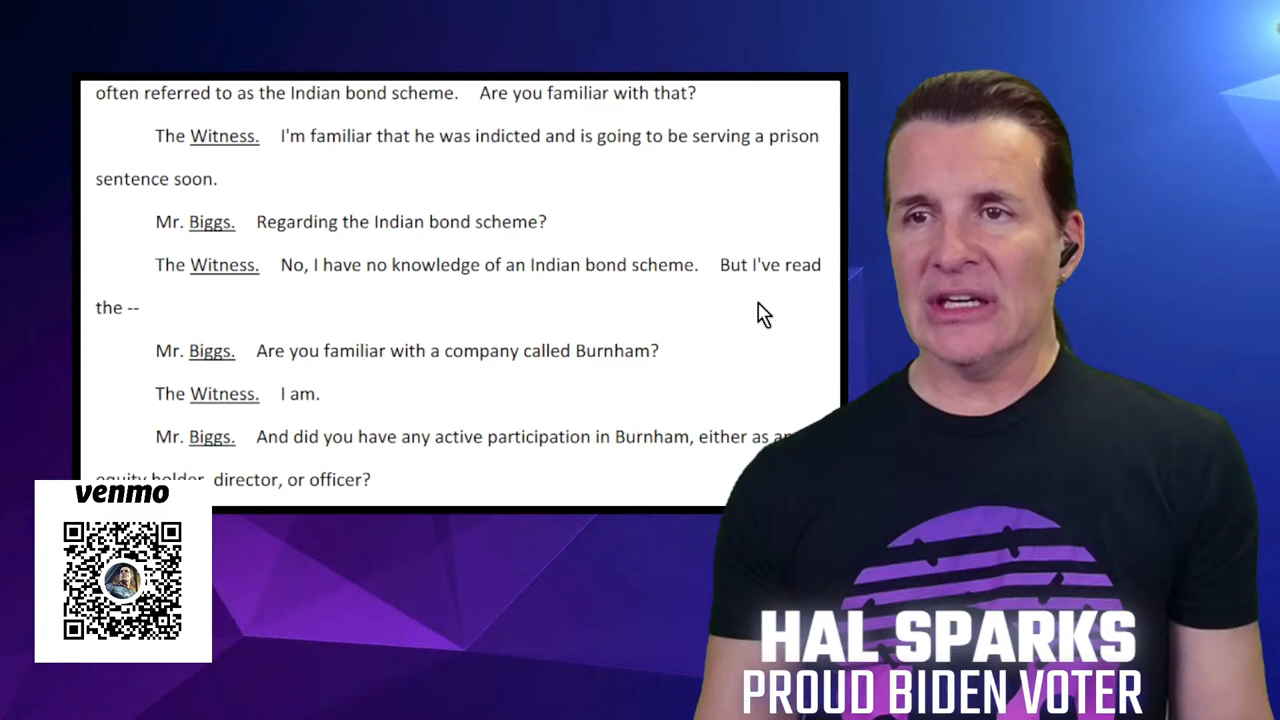 often referred to as the Indian bond scheme. Are you familiar with that?
The Witness. I'm familiar that he was indicted and is going to be serving a prison
sentence soon.
Mr. Biggs. Regarding the Indian bond scheme?
The Witness. No, I have no knowledge of an Indian bond scheme. But I've read
the --
Mr. Biggs. Are you familiar with a company called Burnham?
The Witness. I am.
Mr. Biggs. And did you have any active participation in Burnham, either as
equity holder, director, or officer?
venmo
HAL SPARKS
PROUD BIDEN VOTER